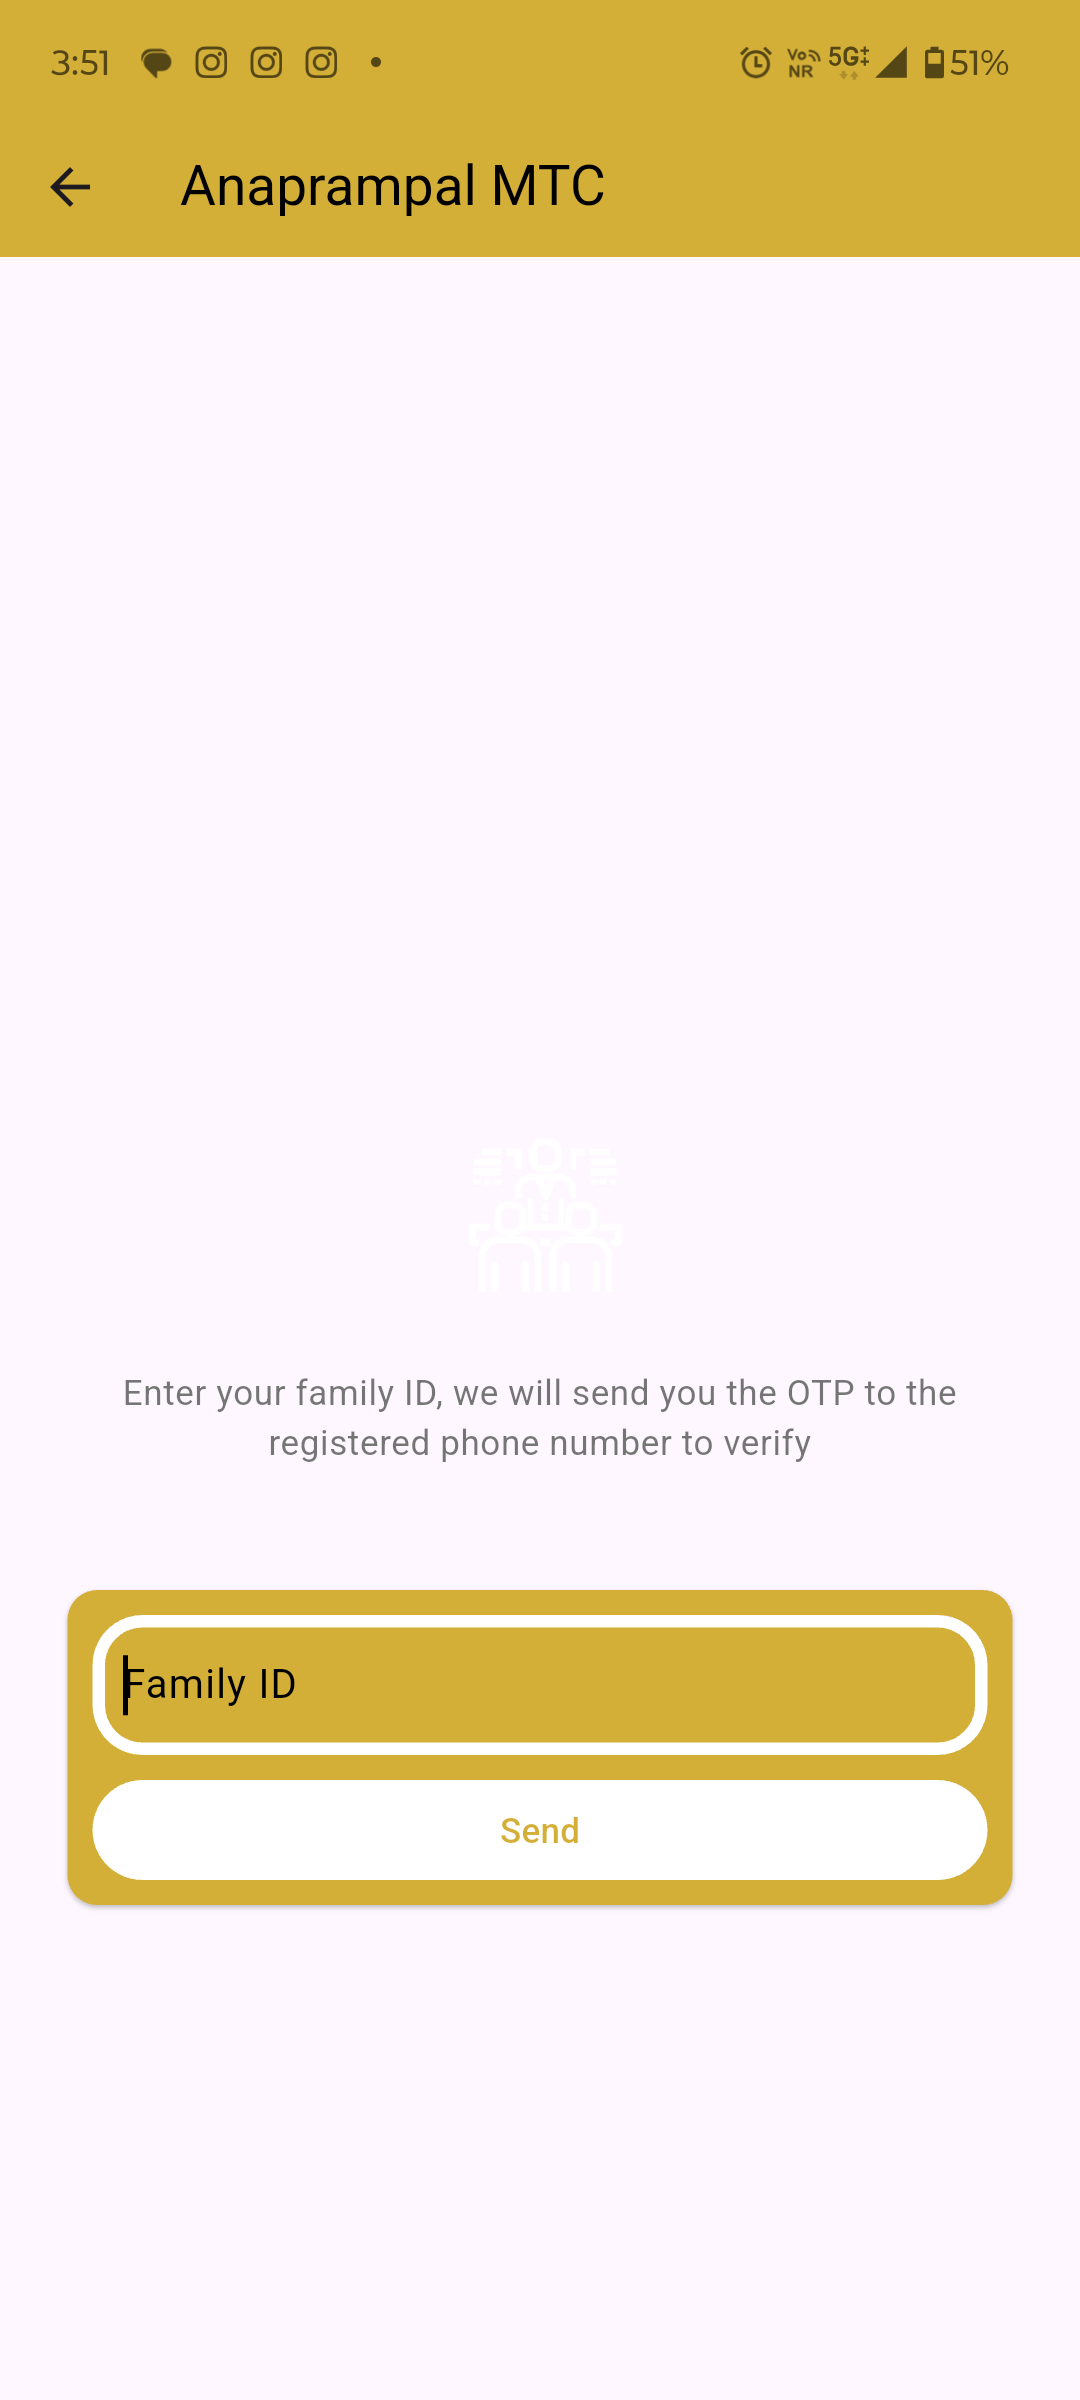 3:51
Vo NR 5G 51%
Anaprampal MTC
Enter your family ID, we will send you the OTP to the
registered phone number to verify
Family ID
Send